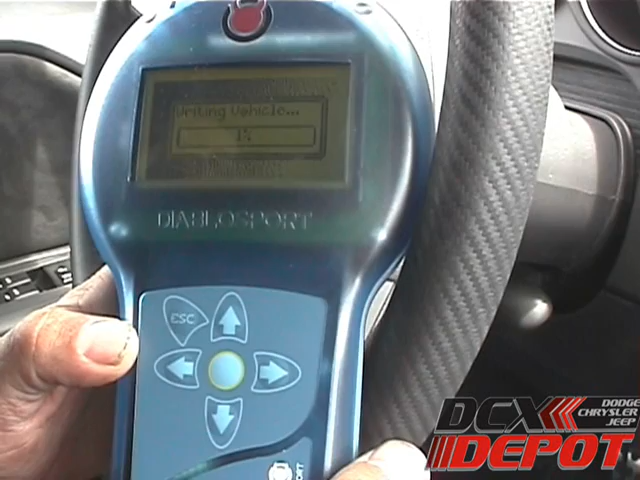 Writing Vehicle...
1%
DIABLOSPORT
ESC
DCX
DODGE
CHRYSLER
JEEP
DEPOT